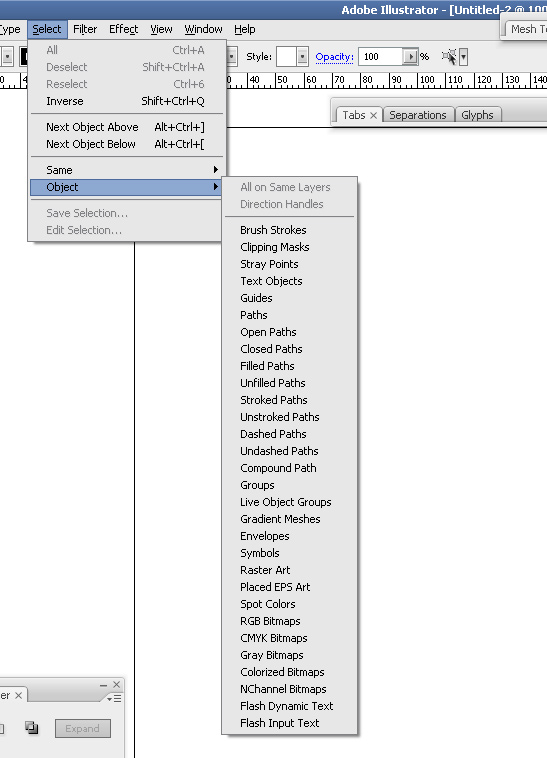 Adobe Illustrator - [Untitled-2 @ 100
Type Select Filter Effect View Window Help
Mesh To
Style: Opacity: 100 %
0 10 20 30 40 50 60 70 80 90 100 110 120 130
Tabs × Separations Glyphs
All Ctrl+A
Deselect Shift+Ctrl+A
Reselect Ctrl+6
Inverse Shift+Ctrl+Q
Next Object Above Alt+Ctrl+]
Next Object Below Alt+Ctrl+[
Same
Object
Save Selection...
Edit Selection...
All on Same Layers
Direction Handles
Brush Strokes
Clipping Masks
Stray Points
Text Objects
Guides
Paths
Open Paths
Closed Paths
Filled Paths
Unfilled Paths
Stroked Paths
Unstroked Paths
Dashed Paths
Undashed Paths
Compound Path
Groups
Live Object Groups
Gradient Meshes
Envelopes
Symbols
Raster Art
Placed EPS Art
Spot Colors
RGB Bitmaps
CMYK Bitmaps
Gray Bitmaps
Colorized Bitmaps
NChannel Bitmaps
Flash Dynamic Text
Flash Input Text
er ×
Expand